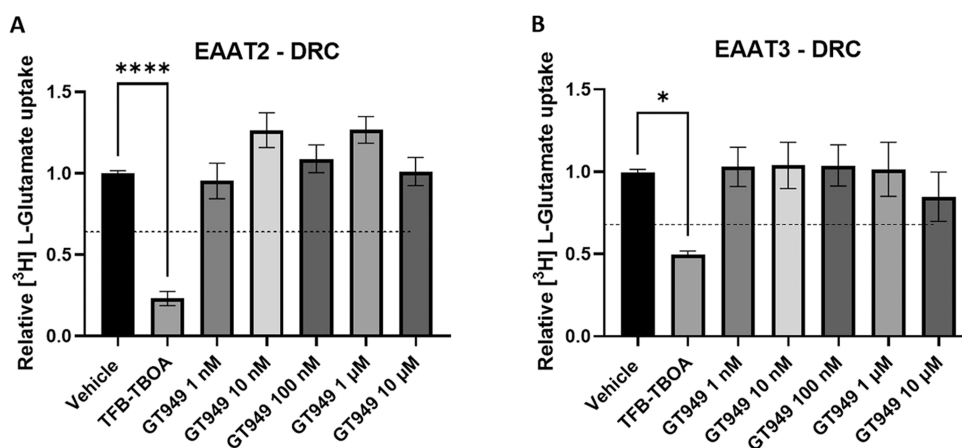 A
EAAT2 - DRC
****
Relative [³H] L-Glutamate uptake
1.5
1.0
0.5
0.0
Vehicle
TFB-TBOA
GT949 1 nM
GT949 10 nM
GT949 100 nM
GT949 1 µM
GT949 10 µM
B
EAAT3 - DRC
*
Relative [³H] L-Glutamate uptake
1.5
1.0
0.5
0.0
Vehicle
TFB-TBOA
GT949 1 nM
GT949 10 nM
GT949 100 nM
GT949 1 µM
GT949 10 µM